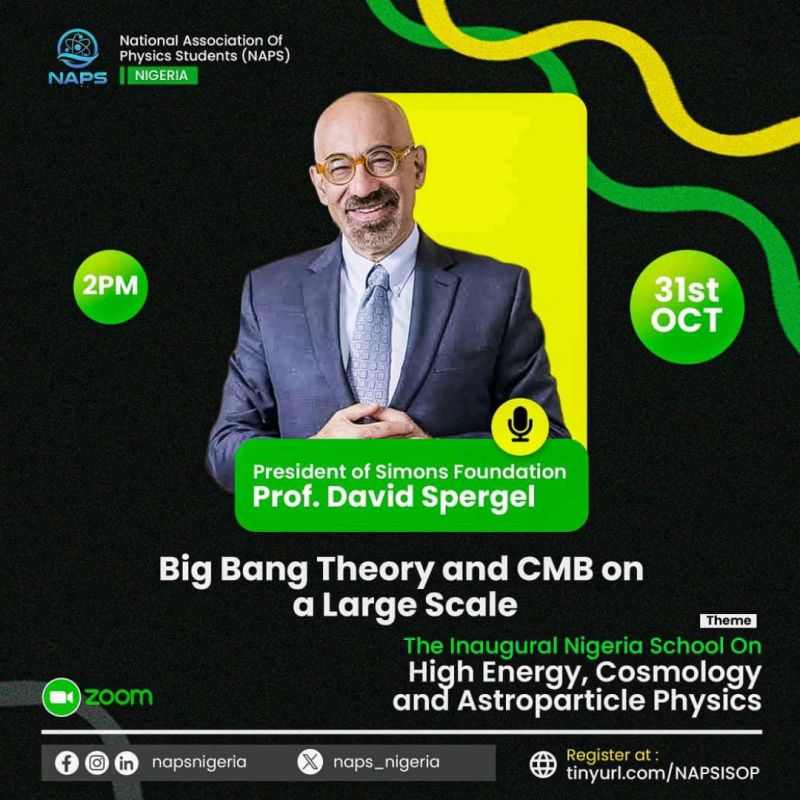 NAPS
National Association Of
Physics Students (NAPS)
NIGERIA
2PM
31st
OCT
President of Simons Foundation
Prof. David Spergel
Big Bang Theory and CMB on
a Large Scale
Theme
The Inaugural Nigeria School On
High Energy, Cosmology
and Astroparticle Physics
zoom
napsnigeria
naps_nigeria
Register at :
tinyurl.com/NAPSISOP